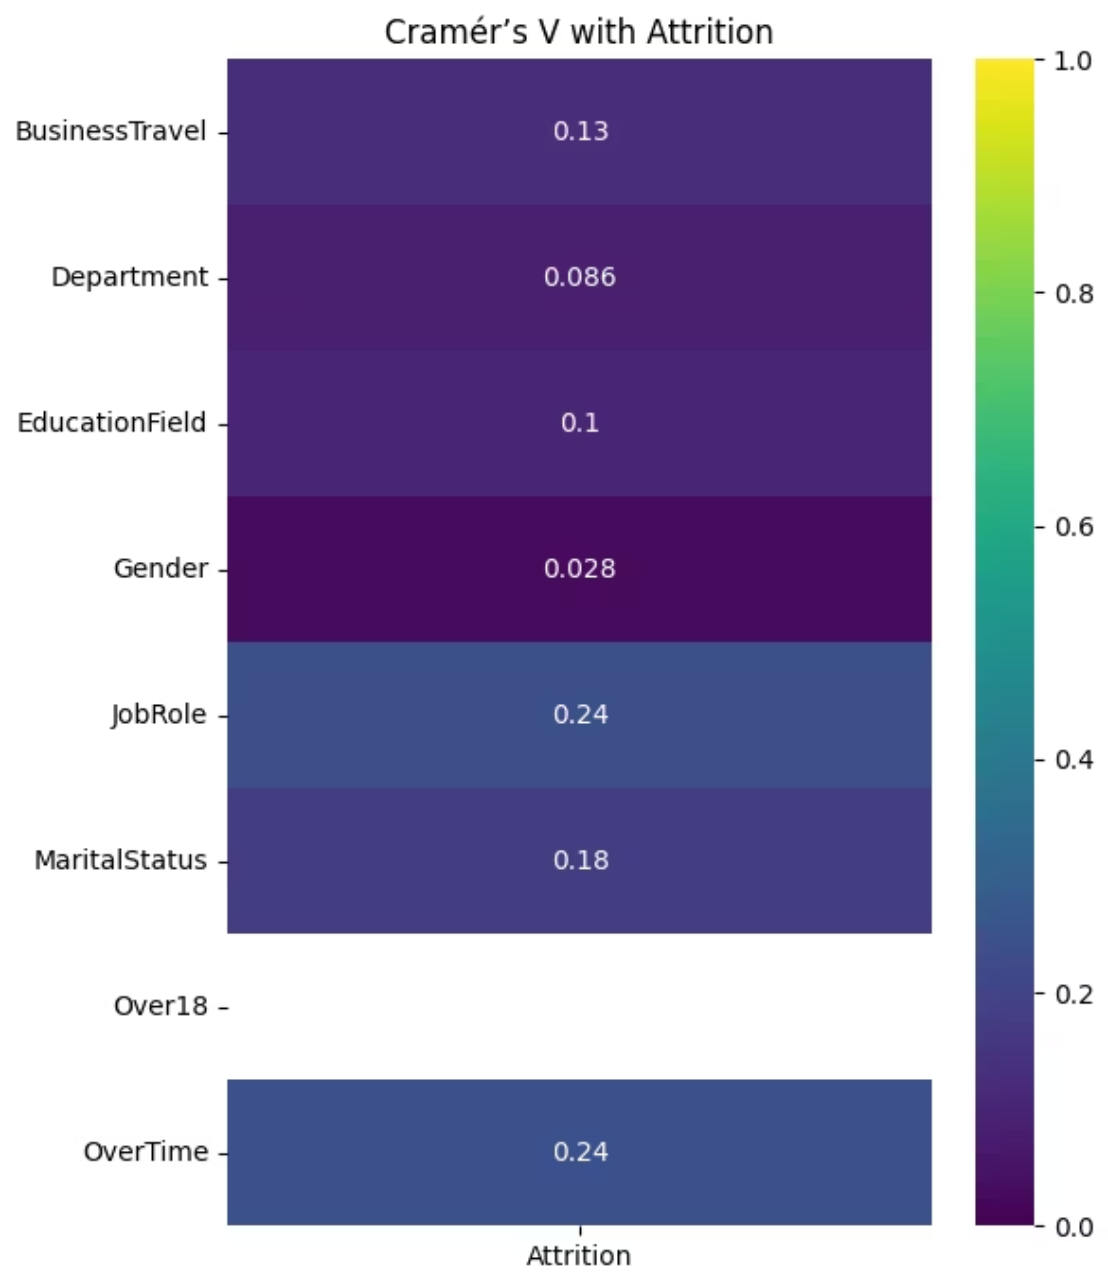 Cramér’s V with Attrition
BusinessTravel
0.13
Department
0.086
EducationField
0.1
Gender
0.028
JobRole
0.24
MaritalStatus
0.18
Over18
OverTime
0.24
Attrition
1.0
0.8
0.6
0.4
0.2
0.0